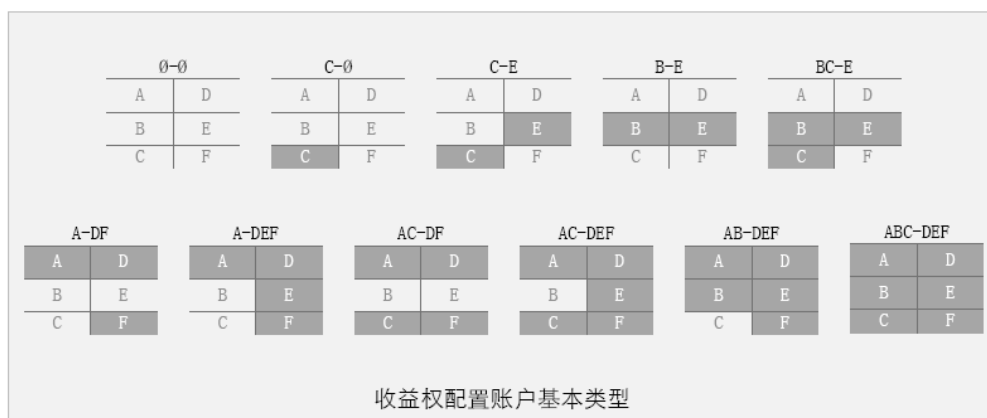 Ø-Ø C-Ø C-E B-E BC-E
A D A D A D A D A D
B E B E B E B E B E
C F C F C F C F C F
A-DF A-DEF AC-DF AC-DEF AB-DEF ABC-DEF
A D A D A D A D A D A D
B E B E B E B E B E B E
C F C F C F C F C F C F
收益权配置账户基本类型